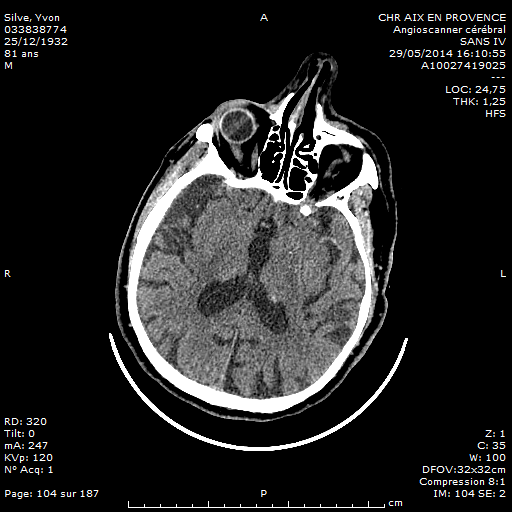 Silve, Yvon
033838774
25/12/1932
81 ans
M
A
CHR AIX EN PROVENCE
Angioscanner cérébral
SANS IV
29/05/2014 16:10:55
A10027419025
---
LOC: 24,75
THK: 1,25
HFS
R
L
RD: 320
Tilt: 0
mA: 247
KVp: 120
N° Acq: 1
Page: 104 sur 187
P
cm
Z: 1
C: 35
W: 100
DFOV:32x32cm
Compression 8:1
IM: 104 SE: 2